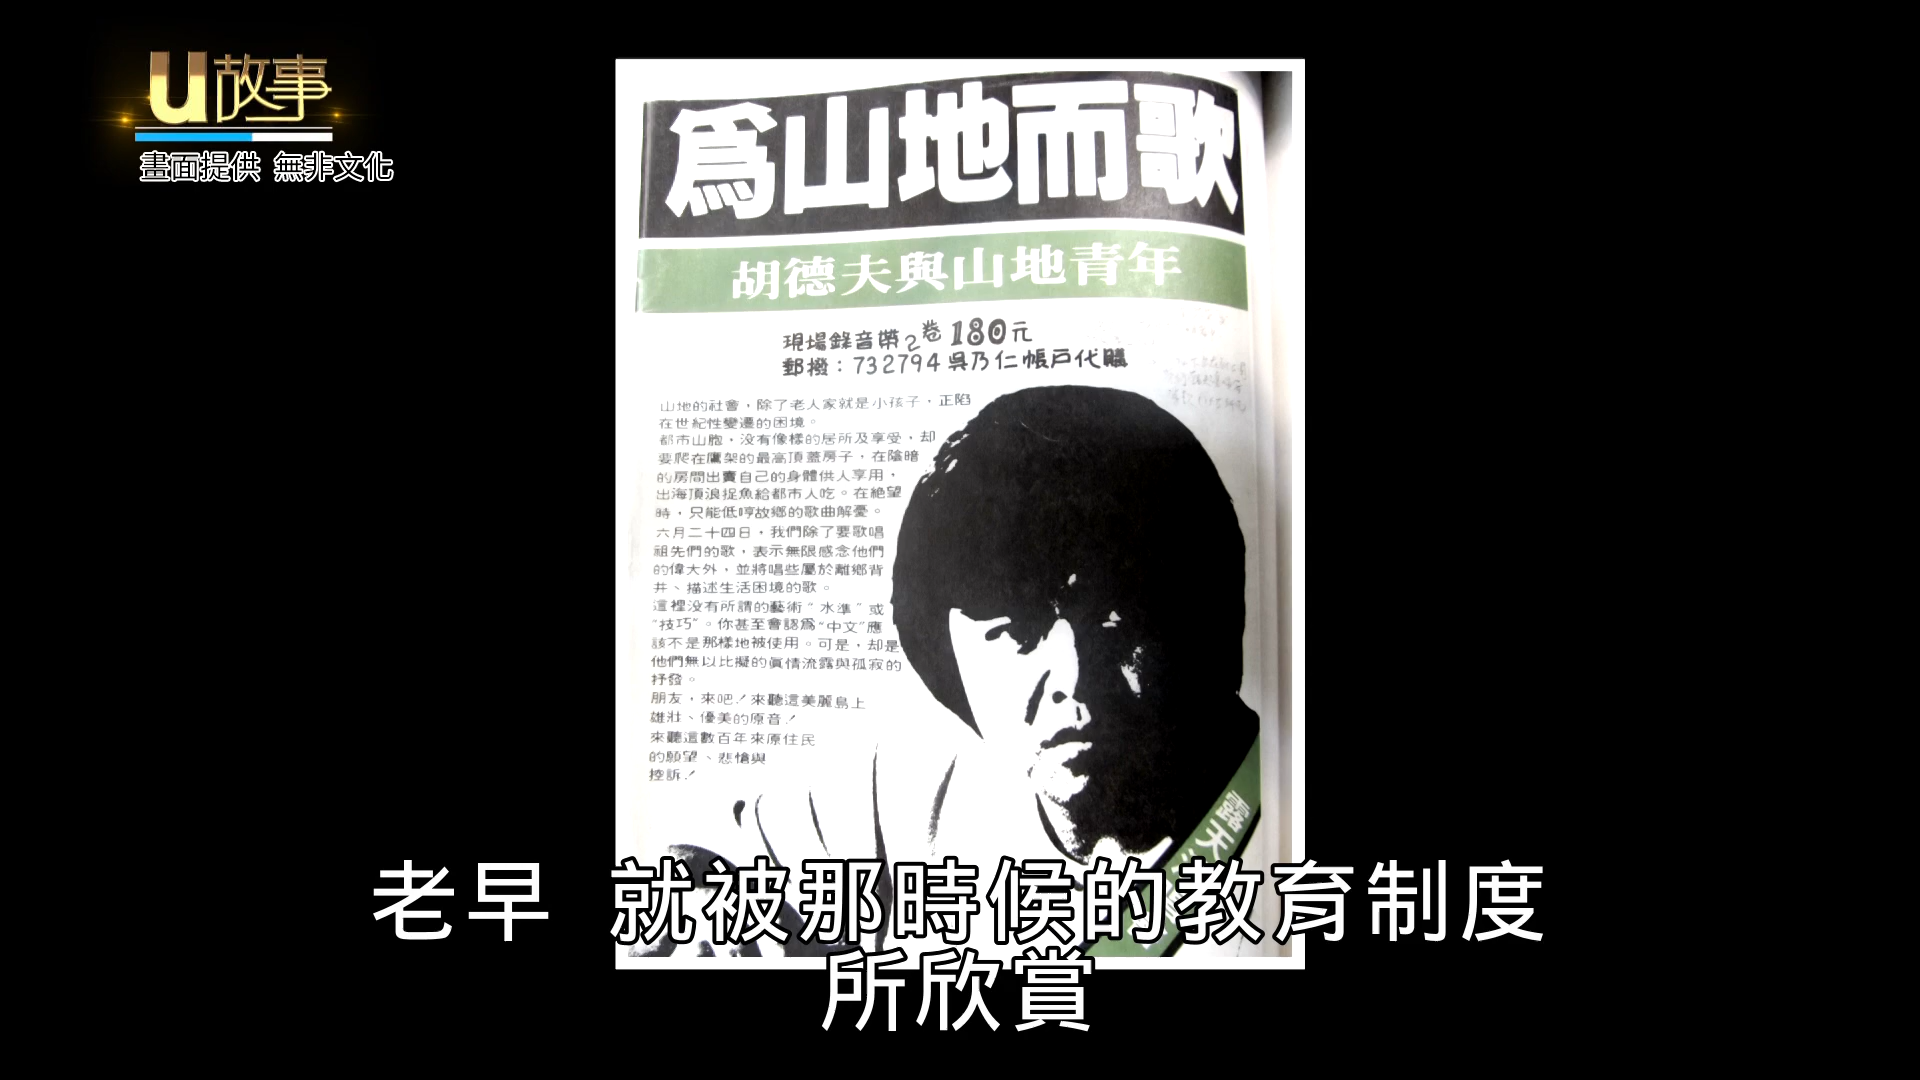 U故事
畫面提供 無非文化
為山地而歌
胡德夫與山地青年
現場錄音帶2卷180元
郵撥：732794吳乃仁帳戶代購
山地的社會，除了老人家就是小孩子，正陷
在世紀性變遷的困境。
都市山胞，沒有像樣的居所及享受，却
要爬在鷹架的最高頂蓋房子，在陰暗
的房間出賣自己的身體供人享用，
出海頂浪捉魚給都市人吃。在絕望
時，只能低哼故鄉的歌曲解憂。
六月二十四日，我們除了要歌唱
祖先們的歌，表示無限感念他們
的偉大外，並將唱些屬於離鄉背
井、描述生活困境的歌。
這裡没有所謂的藝術“水準”或
“技巧”。你甚至會認為“中文”應
該不是那樣地被使用。可是，却是
他們無以比擬的真情流露與孤寂的
抒發。
朋友，來吧！來聽這美麗島上
雄壯、優美的原音！
來聽這數百年來原住民
的願望、悲愴與
控訴！
老早 就被那時候的教育制度
所欣賞